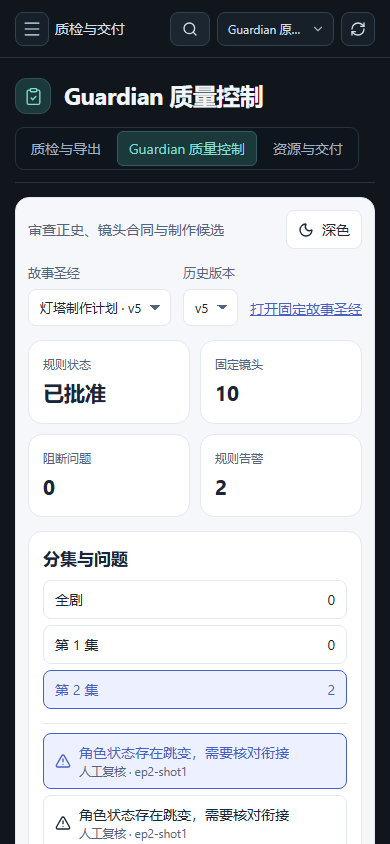 质检与交付
Guardian 原...
Guardian 质量控制
质检与导出
Guardian 质量控制
资源与交付
审查正史、镜头合同与制作候选
深色
故事圣经
历史版本
灯塔制作计划 · v5
v5
打开固定故事圣经
规则状态
已批准
固定镜头
10
阻断问题
0
规则告警
2
分集与问题
全剧
0
第 1 集
0
第 2 集
2
角色状态存在跳变，需要核对衔接
人工复核 · ep2-shot1
角色状态存在跳变，需要核对衔接
人工复核 · ep2-shot1